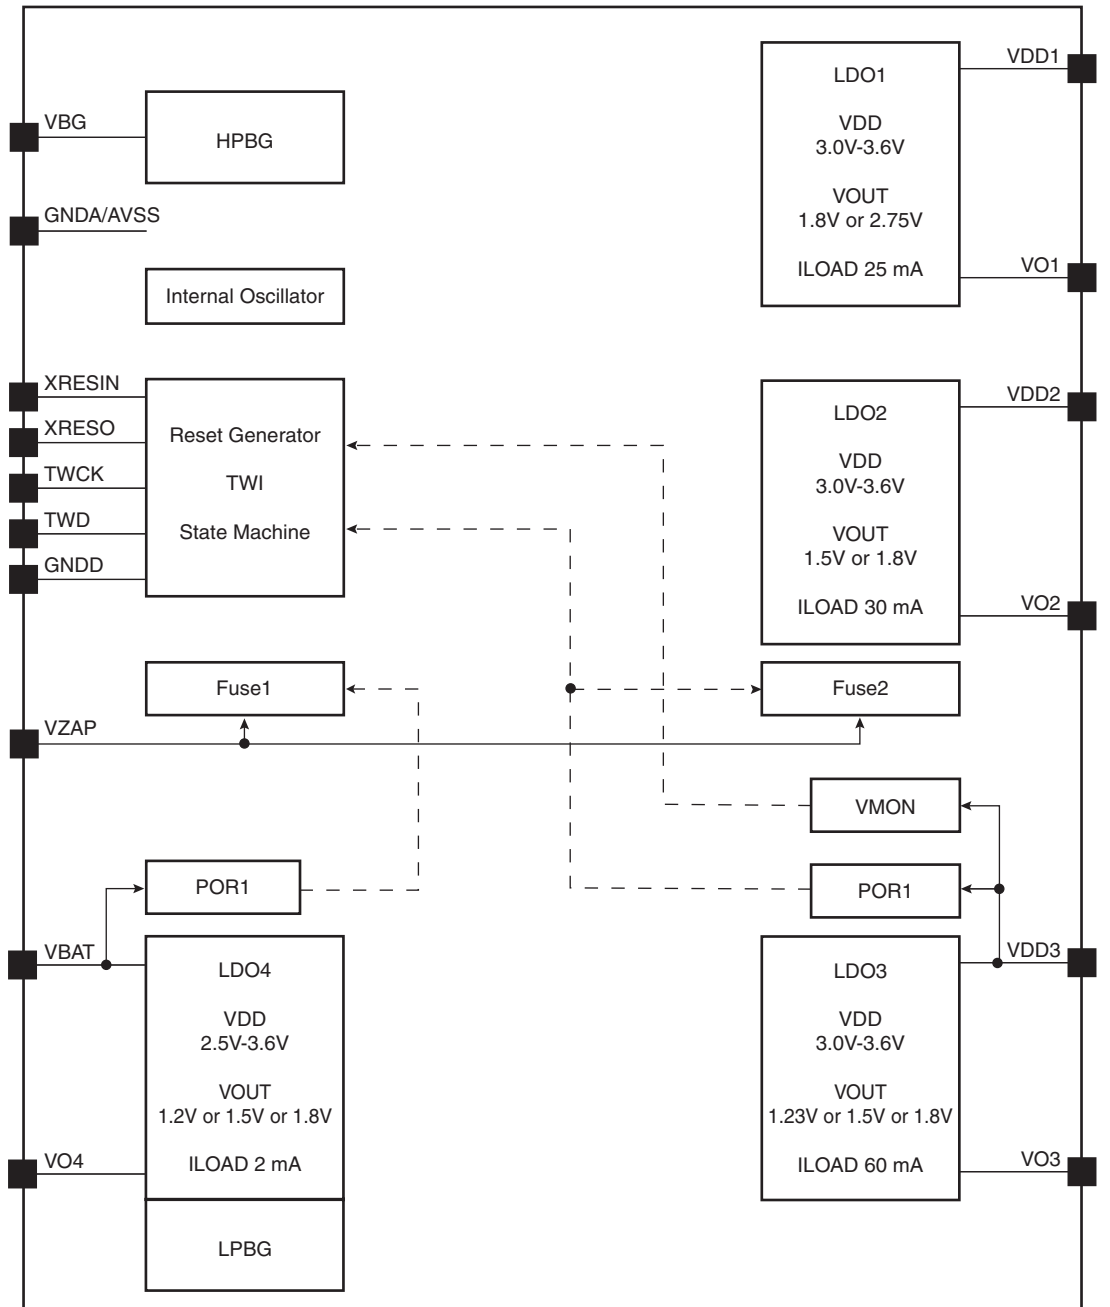 VBG
HPBG
GNDA/AVSS
Internal Oscillator
XRESIN
XRESO
TWCK
TWD
GNDD
Reset Generator
TWI
State Machine
Fuse1
VZAP
POR1
VBAT
LDO4
VDD
2.5V-3.6V
VOUT
1.2V or 1.5V or 1.8V
ILOAD 2 mA
VO4
LPBG
LDO1
VDD
3.0V-3.6V
VOUT
1.8V or 2.75V
ILOAD 25 mA
VDD1
VO1
LDO2
VDD
3.0V-3.6V
VOUT
1.5V or 1.8V
ILOAD 30 mA
VDD2
VO2
Fuse2
VMON
POR1
LDO3
VDD
3.0V-3.6V
VOUT
1.23V or 1.5V or 1.8V
ILOAD 60 mA
VDD3
VO3